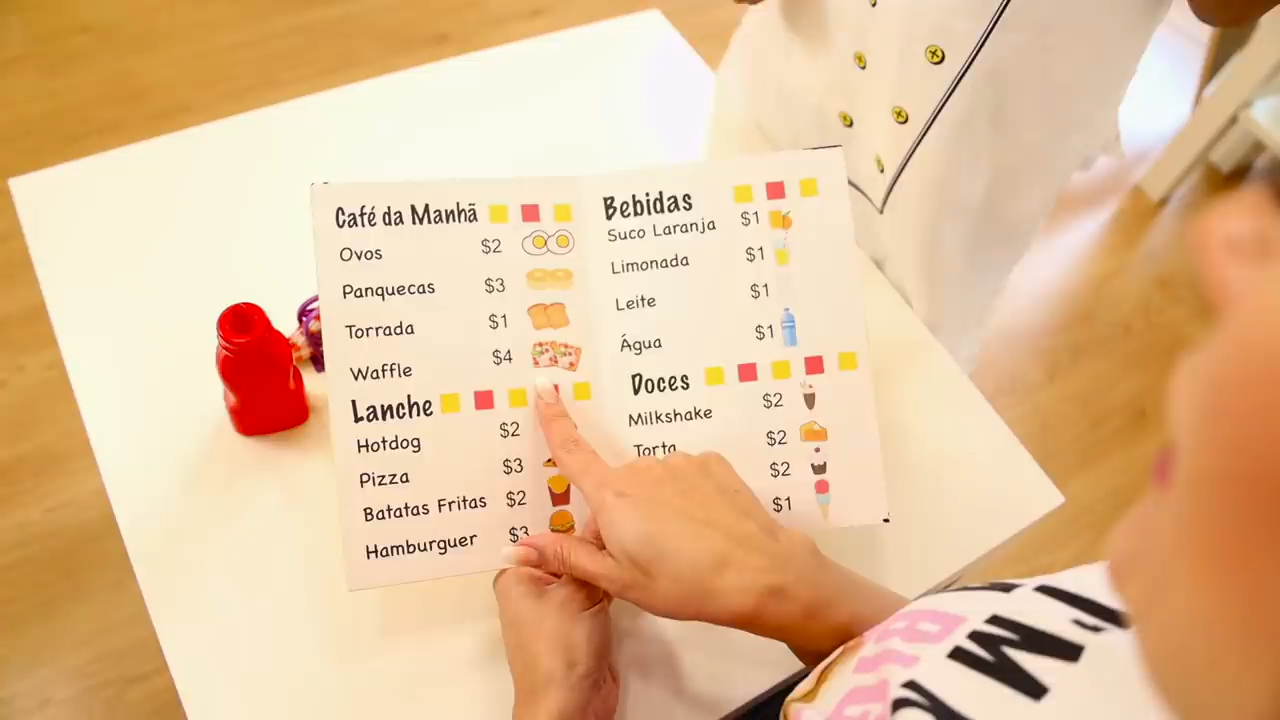 Café da Manhã
Ovos $2
Panquecas $3
Torrada $1
Waffle $4
Lanche
Hotdog $2
Pizza $3
Batatas Fritas $2
Hamburguer $3
Bebidas
Suco Laranja $1
Limonada $1
Leite $1
Água $1
Doces
Milkshake $2
Torta $2
$2
$1
I'M